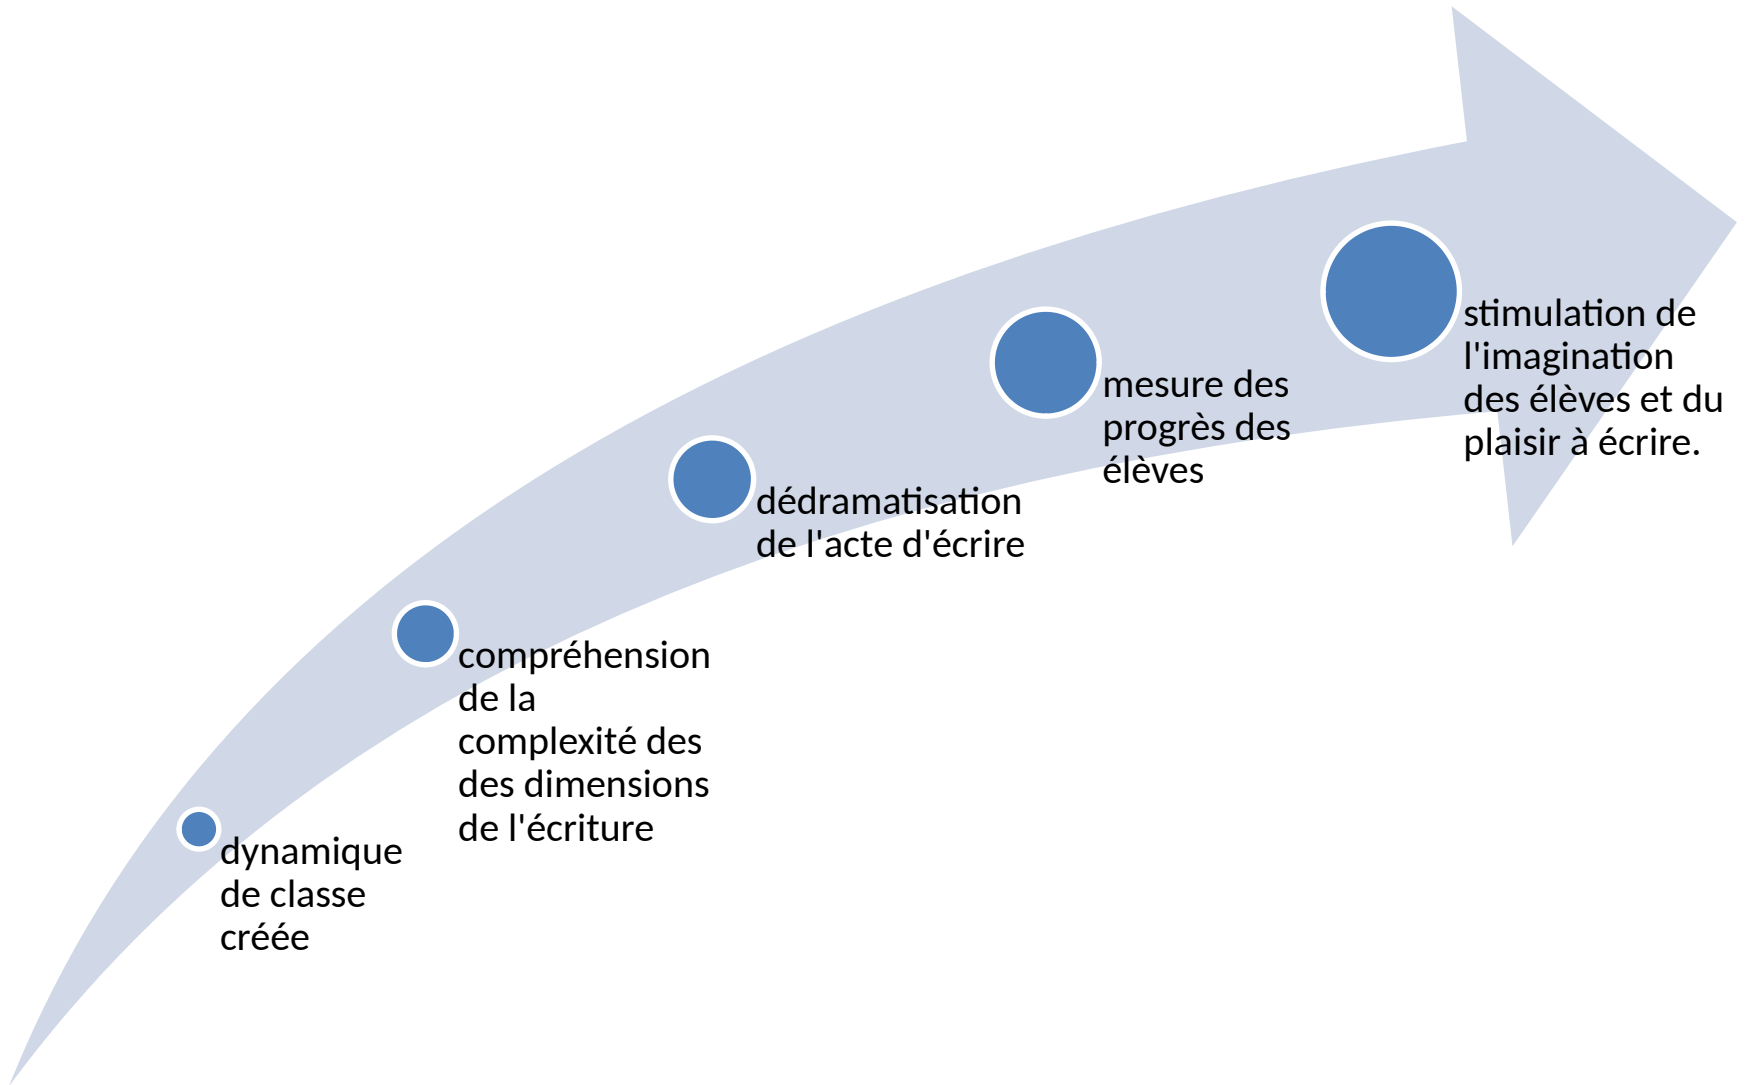 dynamique
de classe
créée
compréhension
de la
complexité des
des dimensions
de l'écriture
dédramatisation
de l'acte d'écrire
mesure des
progrès des
élèves
stimulation de
l'imagination
des élèves et du
plaisir à écrire.